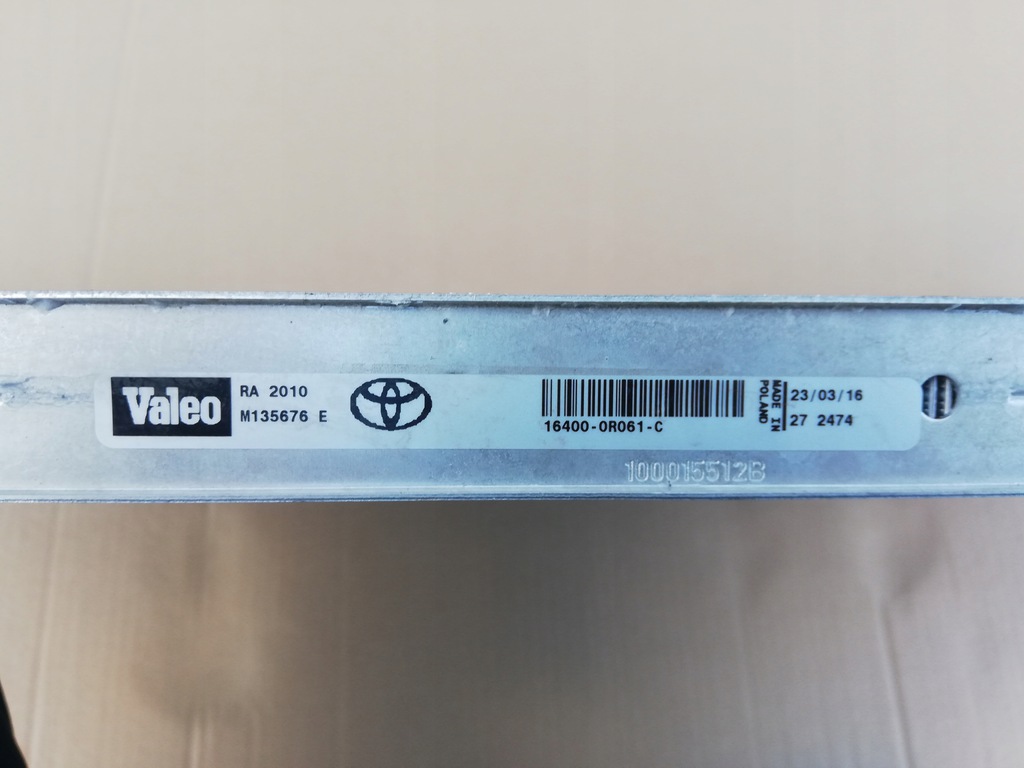 Valeo
RA 2010
M135676 E
16400-0R061-C
MADE IN
POLAND
23/03/16
27 2474
100015512B